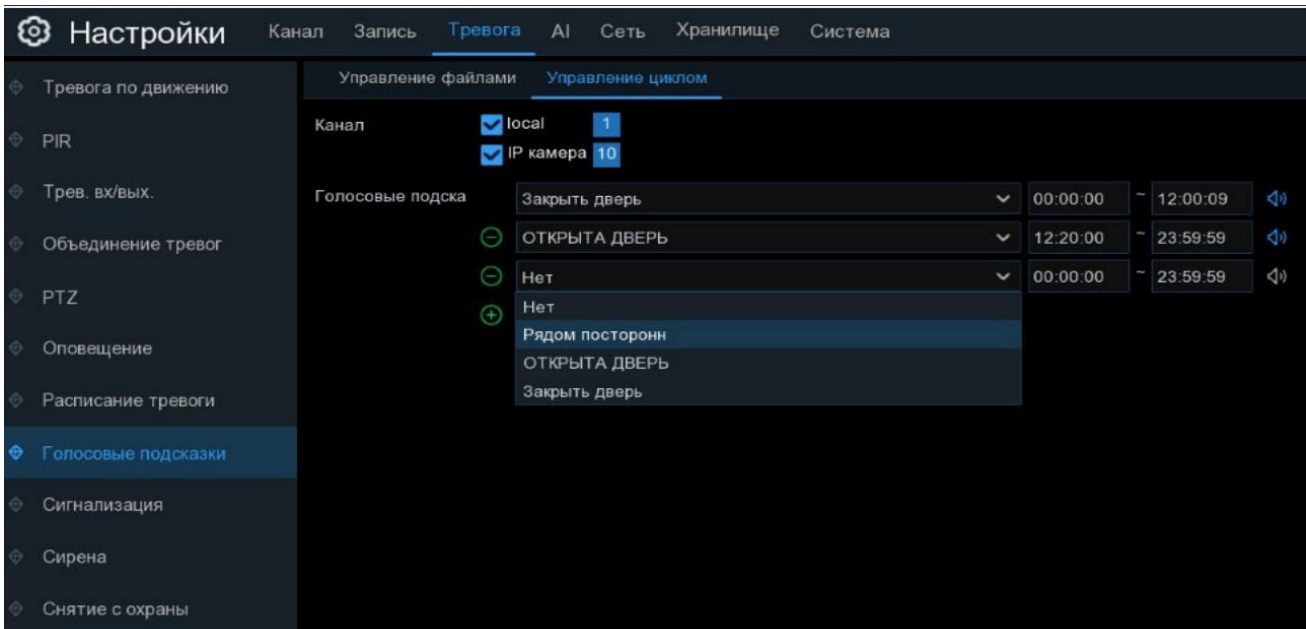 Настройки Канал Запись Тревога AI Сеть Хранилище Система
Тревога по движению
PIR
Трев. вх/вых.
Объединение тревог
PTZ
Оповещение
Расписание тревоги
Голосовые подсказки
Сигнализация
Сирена
Снятие с охраны
Управление файлами Управление циклом
Канал local 1
IP камера 10
Голосовые подска Закрыть дверь 00:00:00 ~ 12:00:09
ОТКРЫТА ДВЕРЬ 12:20:00 ~ 23:59:59
Нет 00:00:00 ~ 23:59:59
Нет
Рядом посторонн
ОТКРЫТА ДВЕРЬ
Закрыть дверь